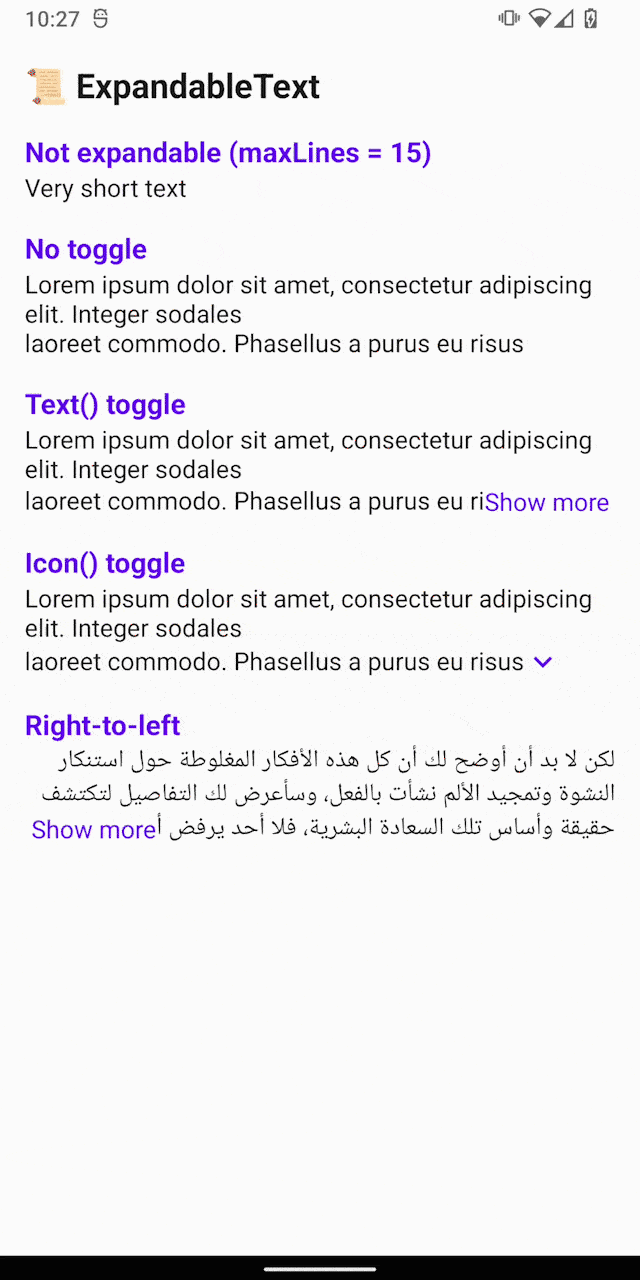 10:27
ExpandableText
Not expandable (maxLines = 15)
Very short text
No toggle
Lorem ipsum dolor sit amet, consectetur adipiscing
elit. Integer sodales
laoreet commodo. Phasellus a purus eu risus
Text() toggle
Lorem ipsum dolor sit amet, consectetur adipiscing
elit. Integer sodales
laoreet commodo. Phasellus a purus eu riShow more
Icon() toggle
Lorem ipsum dolor sit amet, consectetur adipiscing
elit. Integer sodales
laoreet commodo. Phasellus a purus eu risus
Right-to-left
لكن لا بد أن أوضح لك أن كل هذه الأفكار المغلوطة حول استنكار
النشوة وتمجيد الألم نشأت بالفعل، وسأعرض لك التفاصيل لتكتشف
حقيقة وأساس تلك السعادة البشرية، فلا أحد يرفض أShow more